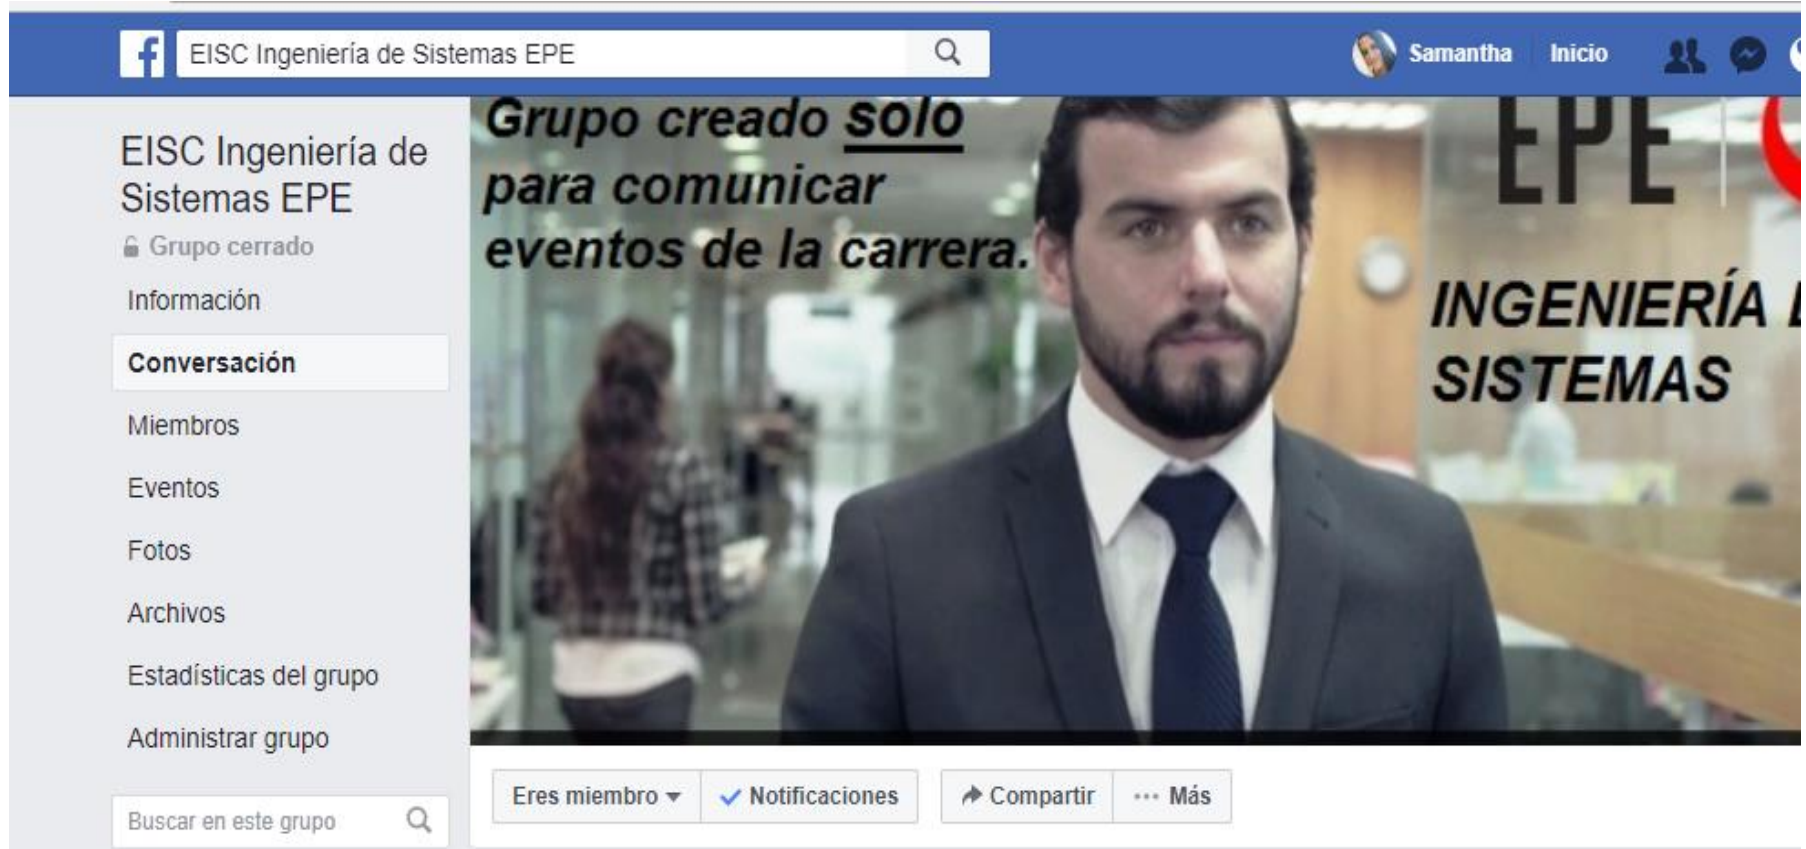 f
EISC Ingeniería de Sistemas EPE
Samantha
Inicio
EISC Ingeniería de
Sistemas EPE
Grupo cerrado
Información
Conversación
Miembros
Eventos
Fotos
Archivos
Estadísticas del grupo
Administrar grupo
Buscar en este grupo
Grupo creado solo
para comunicar
eventos de la carrera.
EPE
INGENIERÍA
SISTEMAS
Eres miembro
Notificaciones
Compartir
Más